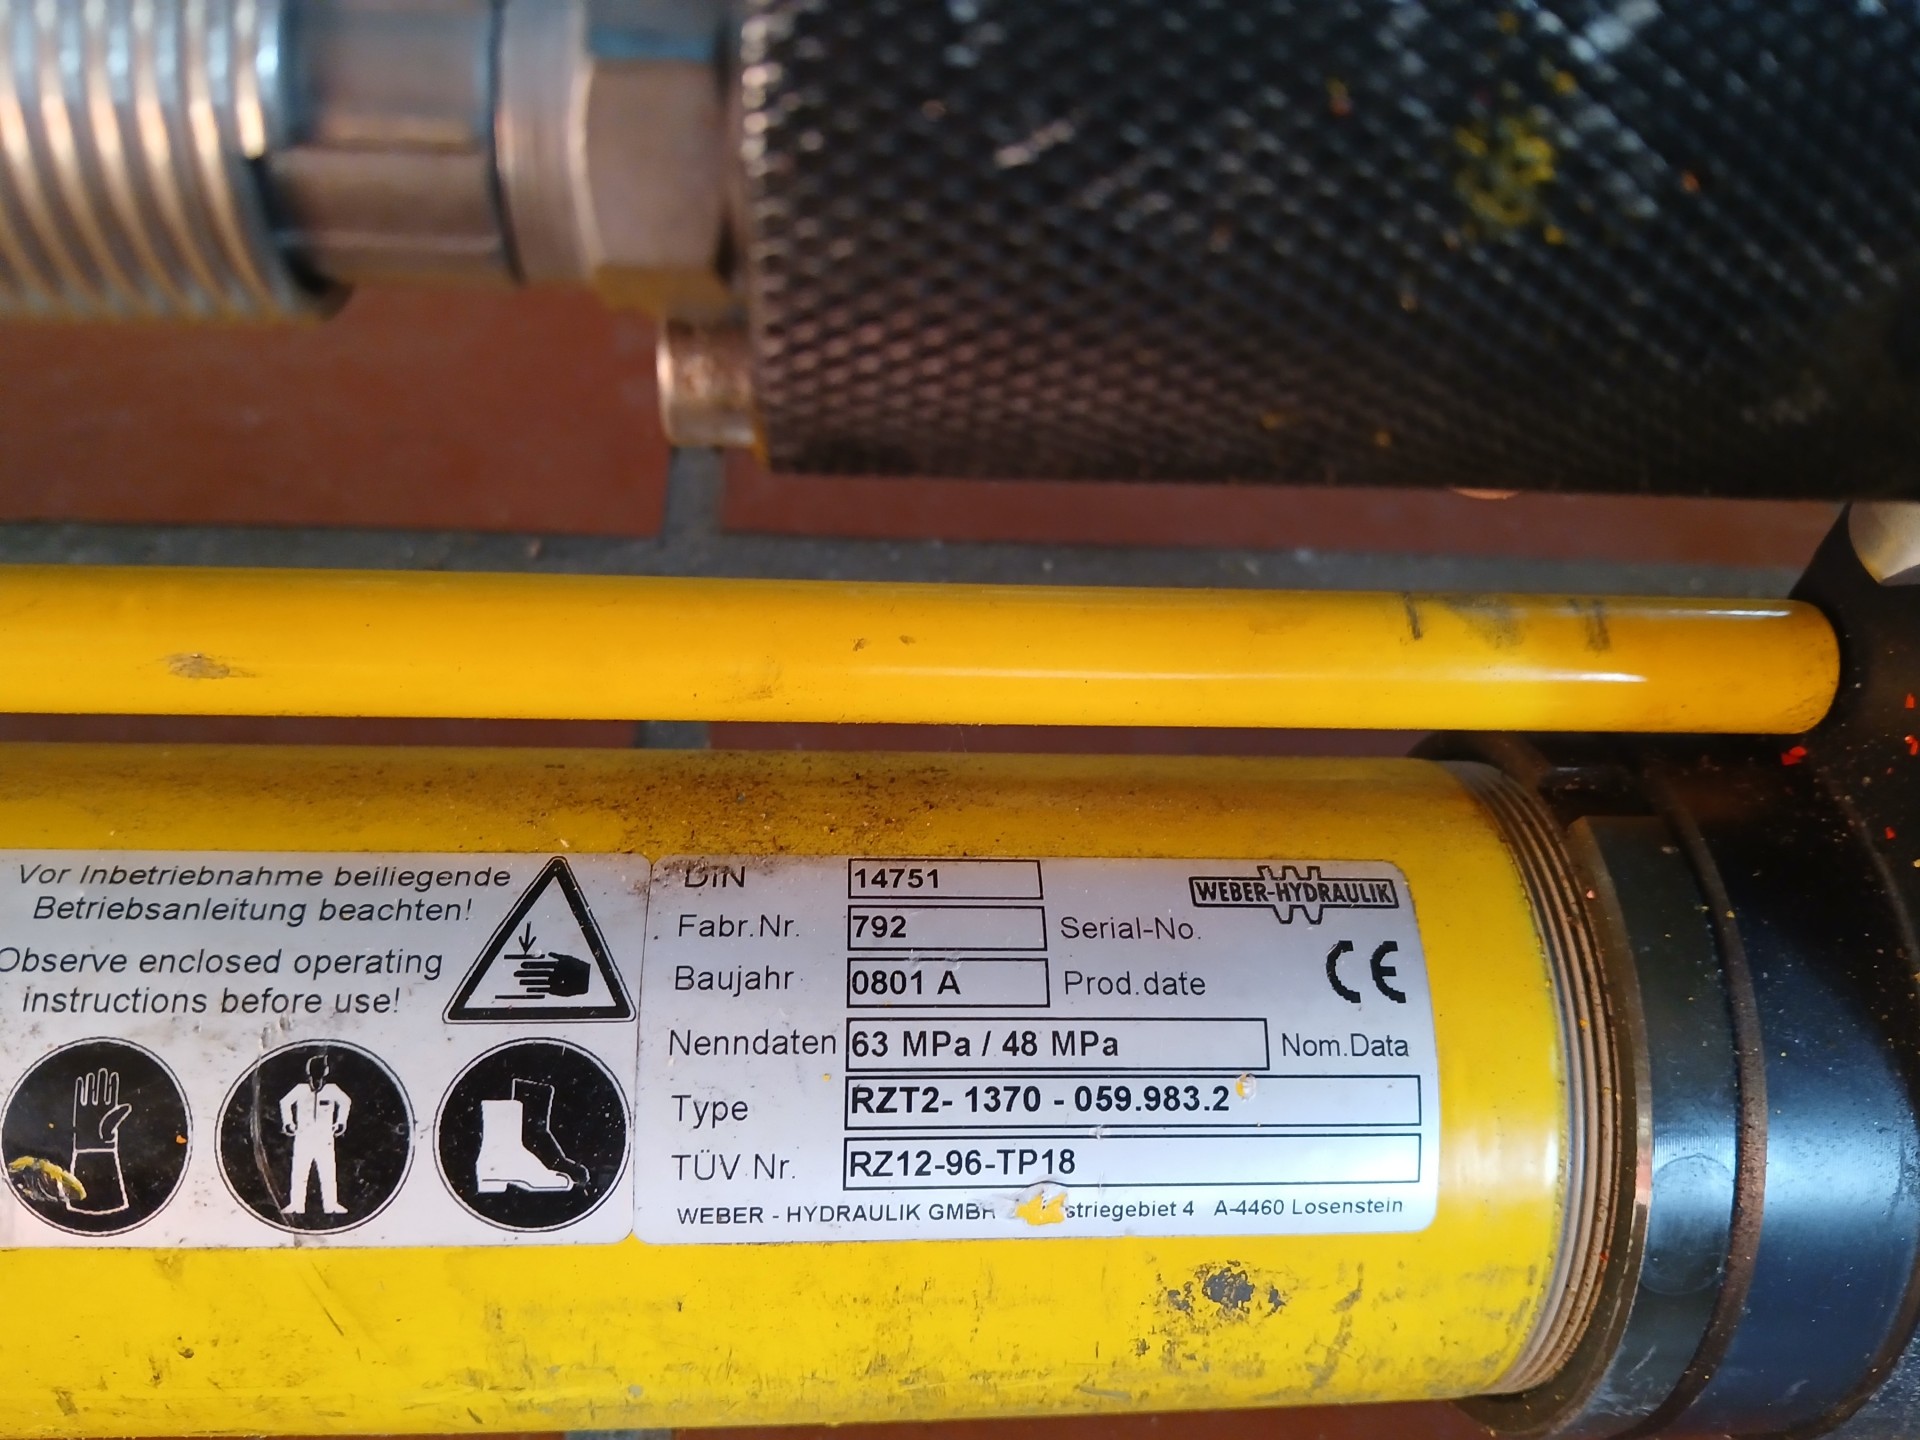 Vor Inbetriebnahme beiliegende
Betriebsanleitung beachten!
Observe enclosed operating
instructions before use!
DIN 14751
WEBER-HYDRAULIK
Fabr.Nr. 792 Serial-No.
CE
Baujahr 0801 A Prod.date
Nenndaten 63 MPa / 48 MPa Nom.Data
Type RZT2- 1370 - 059.983.2
TÜV Nr. RZ12-96-TP18
WEBER - HYDRAULIK GMBH striegebiet 4 A-4460 Losenstein